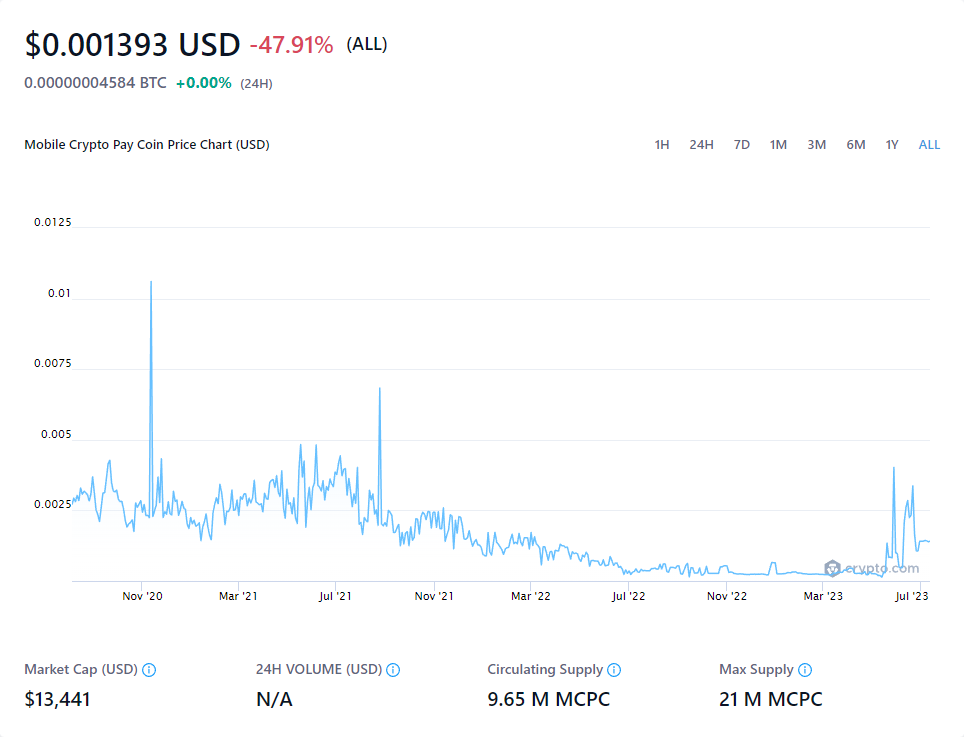 $0.001393 USD -47.91% (ALL)
0.00000004584 BTC +0.00% (24H)
Mobile Crypto Pay Coin Price Chart (USD) 1H 24H 7D 1M 3M 6M 1Y ALL
0.0125
0.01
0.0075
0.005
0.0025
crypto.com
Nov '20 Mar '21 Jul '21 Nov '21 Mar '22 Jul '22 Nov '22 Mar '23 Jul '23
Market Cap (USD) 24H VOLUME (USD) Circulating Supply Max Supply
$13,441 N/A 9.65 M MCPC 21 M MCPC